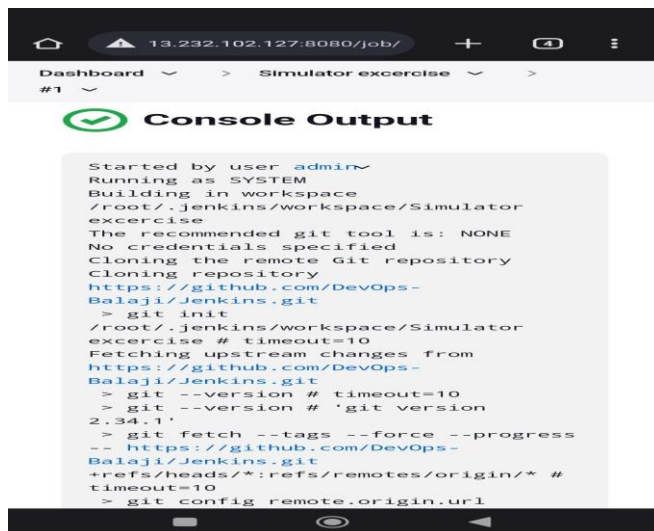 13.232.102.127:8080/job/ + 4
Dashboard > Simulator excercise >
#1
Console Output
Started by user admin
Running as SYSTEM
Building in workspace
/root/.jenkins/workspace/Simulator
excercise
The recommended git tool is: NONE
No credentials specified
Cloning the remote Git repository
Cloning repository
https://github.com/DevOps-
Balaji/Jenkins.git
> git init
/root/.jenkins/workspace/Simulator
excercise # timeout=10
Fetching upstream changes from
https://github.com/DevOps-
Balaji/Jenkins.git
> git --version # timeout=10
> git --version # 'git version
2.34.1'
> git fetch --tags --force --progress
-- https://github.com/DevOps-
Balaji/Jenkins.git
+refs/heads/*:refs/remotes/origin/* #
timeout=10
> git config remote.origin.url